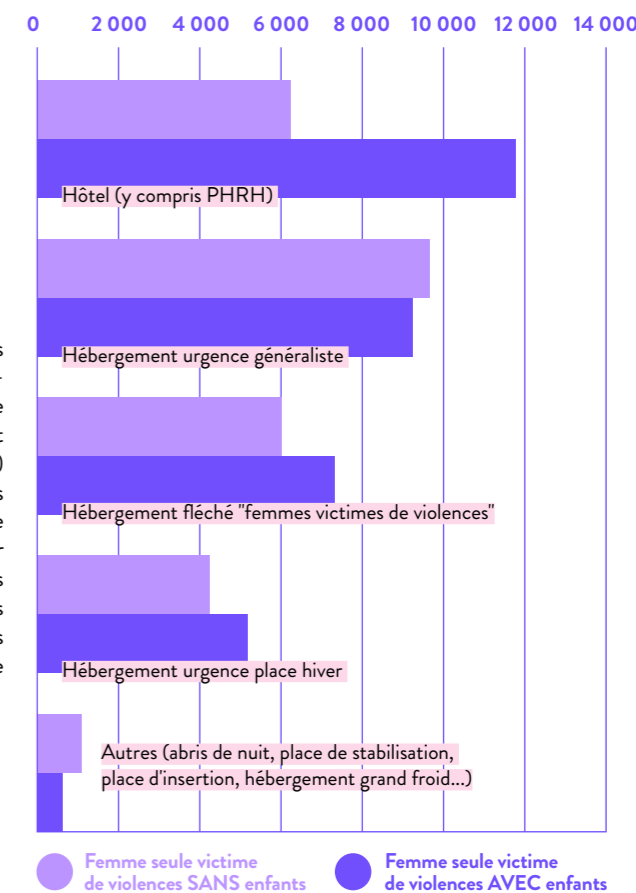 0 2 000 4 000 6 000 8 000 10 000 12 000 14 000
Hôtel (y compris PHRH)
Hébergement urgence généraliste
Hébergement fléché "femmes victimes de violences"
Hébergement urgence place hiver
Autres (abris de nuit, place de stabilisation,
place d'insertion, hébergement grand froid...)
Femme seule victime
de violences SANS enfants
Femme seule victime
de violences AVEC enfants